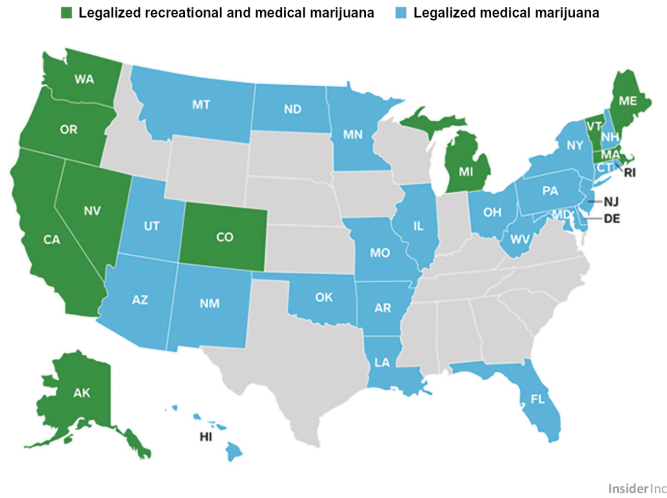 Legalized recreational and medical marijuana
Legalized medical marijuana
WA
MT
ND
MN
OR
ME
VT
NH
NY
MA
CT
RI
MI
PA
NJ
OH
MD
DE
NV
UT
CO
CA
IL
WV
MO
AZ
NM
OK
AR
LA
FL
AK
HI
Insider Inc